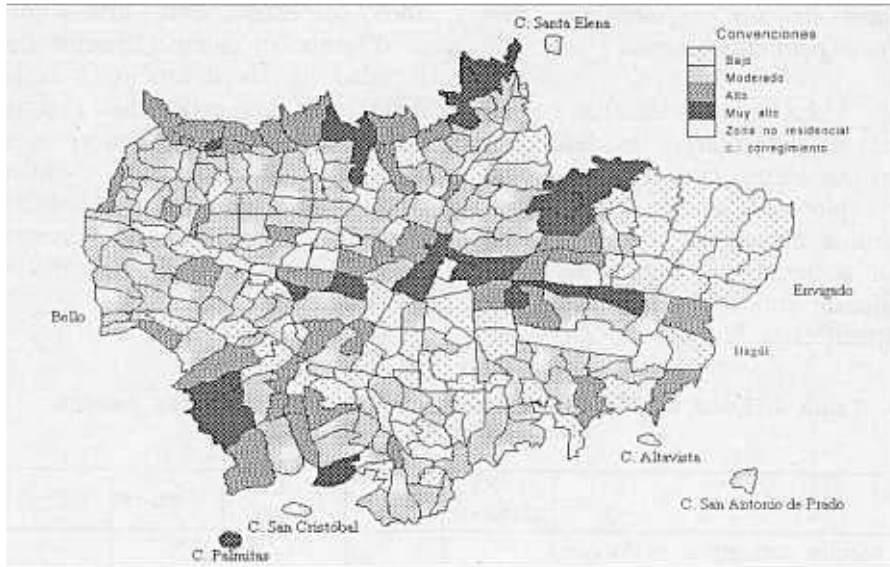 C. Santa Elena
Convenciones
Bajo
Moderado
Alto
Muy alto
Zona no residencial
o corregimiento
Envigado
Bello
Itagüí
C. Altavista
C. San Antonio de Prado
C. San Cristóbal
C. Palmitas